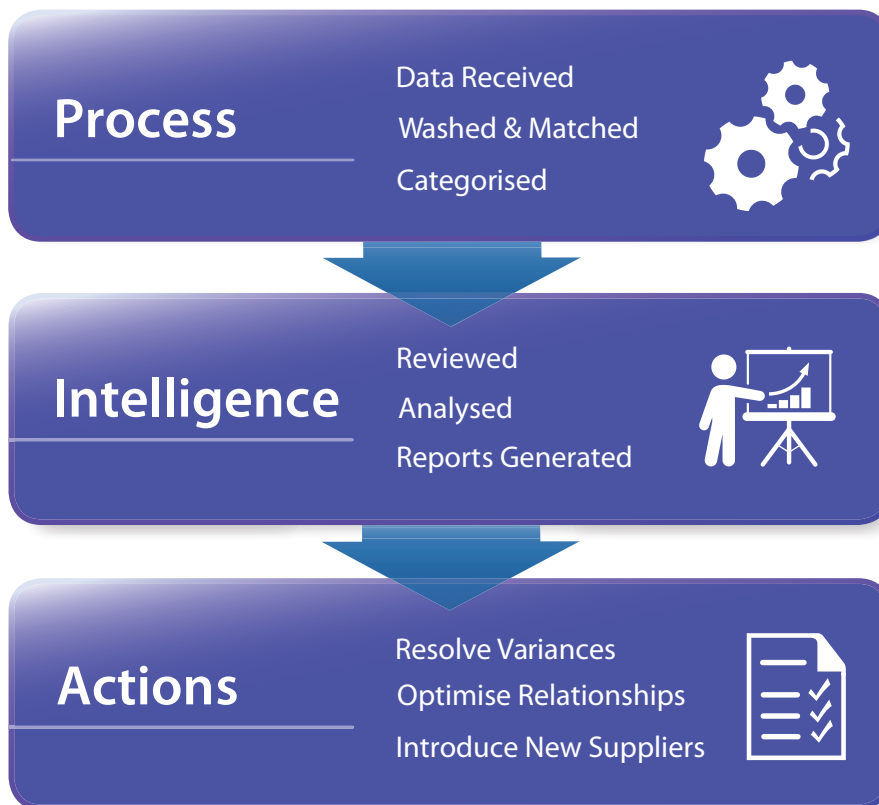 Process
Data Received
Washed & Matched
Categorised
Intelligence
Reviewed
Analysed
Reports Generated
Actions
Resolve Variances
Optimise Relationships
Introduce New Suppliers